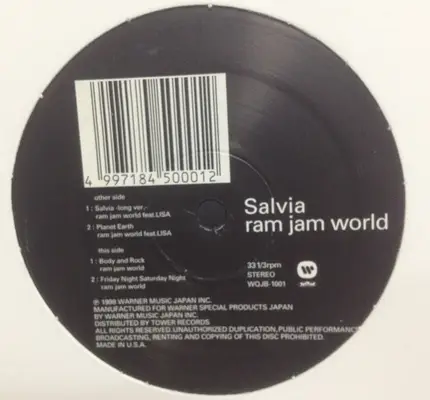 4 997184 500012
other side
1 : Salvia -long ver.-
ram jam world feat.LISA
2 : Planet Earth
ram jam world feat.LISA
this side
1 : Body and Rock
ram jam world
2 : Friday Night Saturday Night
ram jam world
Salvia
ram jam world
33 1/3rpm
STEREO
WQJB-1001
℗ 1998 WARNER MUSIC JAPAN INC.
MANUFACTURED FOR WARNER SPECIAL PRODUCTS JAPAN
BY WARNER MUSIC JAPAN INC.
DISTRIBUTED BY TOWER RECORDS
ALL RIGHTS RESERVED. UNAUTHORIZED DUPLICATION, PUBLIC PERFORMANCE
BROADCASTING, RENTING AND COPYING OF THIS DISC PROHIBITED.
MADE IN U.S.A.